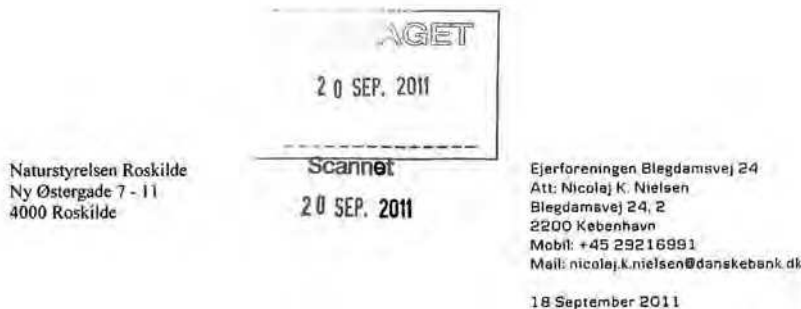 AGET
20 SEP. 2011
Scannet
20 SEP. 2011
Naturstyrelsen Roskilde
Ny Østergade 7 - 11
4000 Roskilde
Ejerforeningen Blegdamsvej 24
Att: Nicolaj K. Nielsen
Blegdamsvej 24, 2
2200 København
Mobil: +45 29216991
Mail: nicolaj.k.nielsen@danskebank.dk
18 September 2011